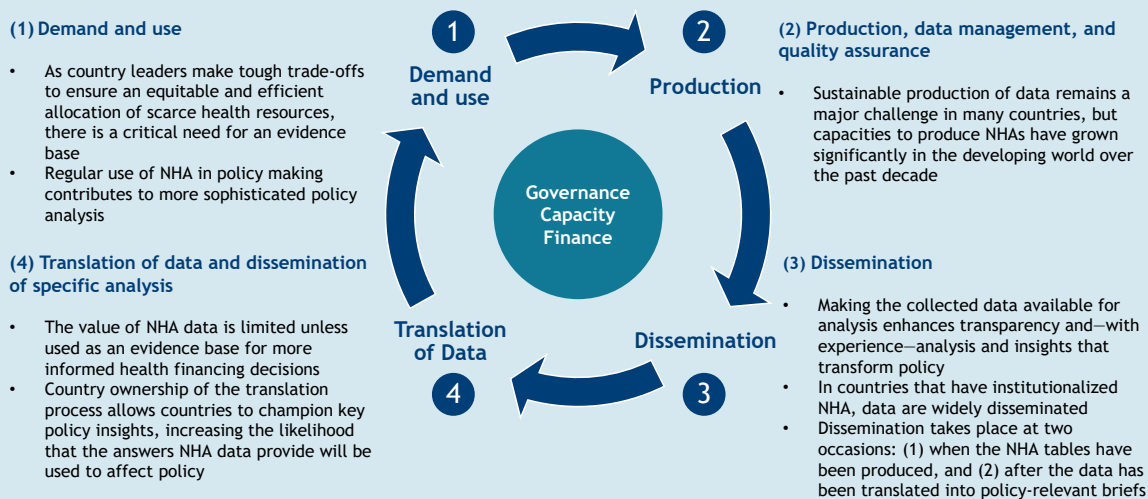 (1) Demand and use
• As country leaders make tough trade-offs
to ensure an equitable and efficient
allocation of scarce health resources,
there is a critical need for an evidence
base
• Regular use of NHA in policy making
contributes to more sophisticated policy
analysis
1
Demand
and use
2
Production
(2) Production, data management, and
quality assurance
• Sustainable production of data remains a
major challenge in many countries, but
capacities to produce NHAs have grown
significantly in the developing world over
the past decade
Governance
Capacity
Finance
(4) Translation of data and dissemination
of specific analysis
• The value of NHA data is limited unless
used as an evidence base for more
informed health financing decisions
• Country ownership of the translation
process allows countries to champion key
policy insights, increasing the likelihood
that the answers NHA data provide will be
used to affect policy
Translation
of Data
4
Dissemination
3
(3) Dissemination
• Making the collected data available for
analysis enhances transparency and—with
experience—analysis and insights that
transform policy
• In countries that have institutionalized
NHA, data are widely disseminated
• Dissemination takes place at two
occasions: (1) when the NHA tables have
been produced, and (2) after the data has
been translated into policy-relevant briefs